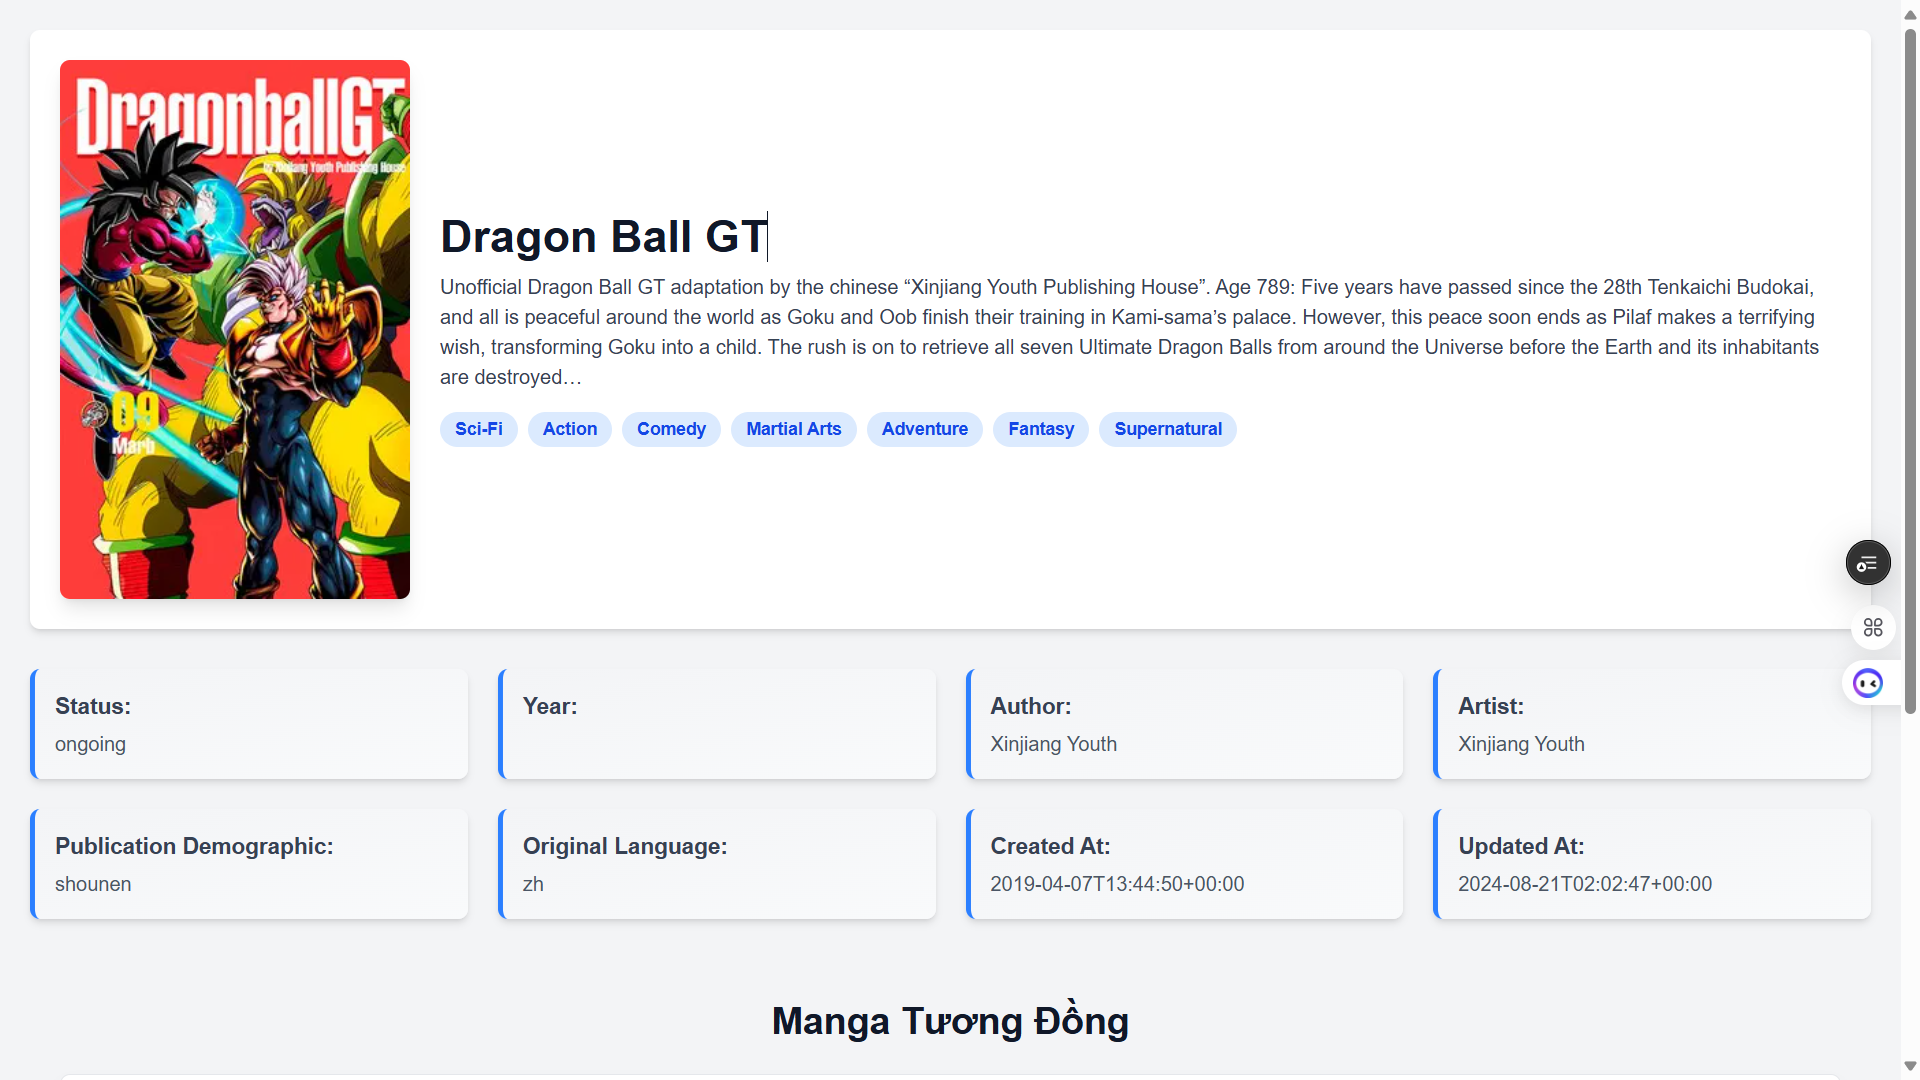 DragonballGT
by Xinjiang Youth Publishing House
09
Marb
Dragon Ball GT
Unofficial Dragon Ball GT adaptation by the chinese “Xinjiang Youth Publishing House”. Age 789: Five years have passed since the 28th Tenkaichi Budokai,
and all is peaceful around the world as Goku and Oob finish their training in Kami-sama’s palace. However, this peace soon ends as Pilaf makes a terrifying
wish, transforming Goku into a child. The rush is on to retrieve all seven Ultimate Dragon Balls from around the Universe before the Earth and its inhabitants
are destroyed…
Sci-Fi Action Comedy Martial Arts Adventure Fantasy Supernatural
Status:
ongoing
Year:
Author:
Xinjiang Youth
Artist:
Xinjiang Youth
Publication Demographic:
shounen
Original Language:
zh
Created At:
2019-04-07T13:44:50+00:00
Updated At:
2024-08-21T02:02:47+00:00
Manga Tương Đồng